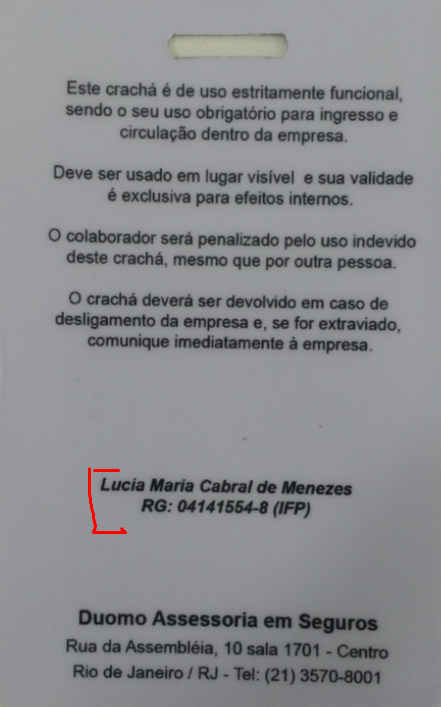 Este crachá é de uso estritamente funcional,
sendo o seu uso obrigatório para ingresso e
circulação dentro da empresa.
Deve ser usado em lugar visível e sua validade
é exclusiva para efeitos internos.
O colaborador será penalizado pelo uso indevido
deste crachá, mesmo que por outra pessoa.
O crachá deverá ser devolvido em caso de
desligamento da empresa e, se for extraviado,
comunique imediatamente à empresa.
Lucia Maria Cabral de Menezes
RG: 04141554-8 (IFP)
Duomo Assessoria em Seguros
Rua da Assembléia, 10 sala 1701 - Centro
Rio de Janeiro / RJ - Tel: (21) 3570-8001